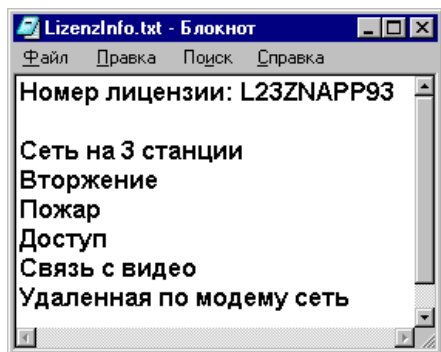 LizenzInfo.txt - Блокнот
Файл Правка Поиск Справка
Номер лицензии: L23ZNAPP93
Сеть на 3 станции
Вторжение
Пожар
Доступ
Связь с видео
Удаленная по модему сеть